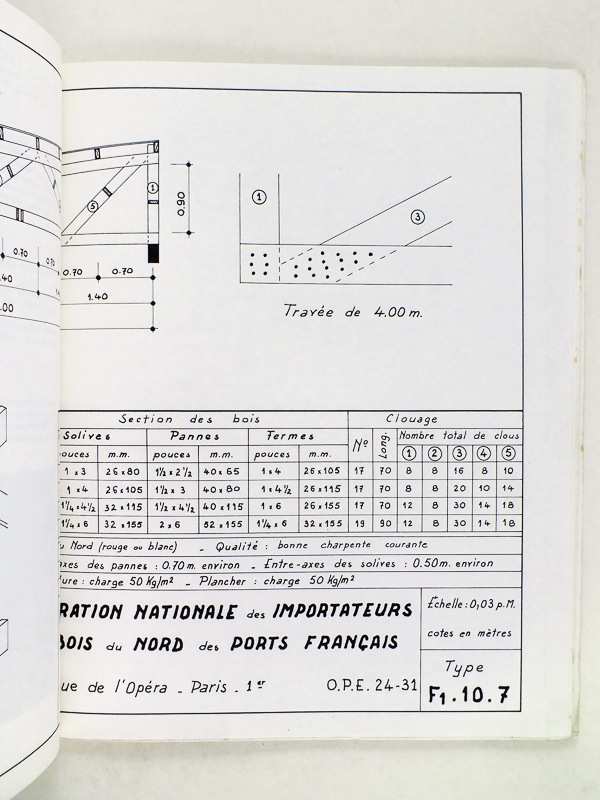 1
5
0.90
0.70 0.70
1.40
0.70 0.70
.40
.00
1
3
Travée de 4.00 m.
Section des bois Clouage
Solives Pannes Fermes Nº Long. Nombre total de clous
pouces m.m. pouces m.m. pouces m.m. 1 2 3 4 5
1 x 3 26 x 80 1½ x 2½ 40 x 65 1 x 4 26 x 105 17 70 8 8 16 8 10
1 x 4 26 x 105 1½ x 3 40 x 80 1 x 4½ 26 x 115 17 70 8 8 20 10 14
1¼ x 4½ 32 x 115 1½ x 4½ 40 x 115 1 x 6 26 x 155 17 70 12 8 30 14 18
1¼ x 6 32 x 155 2 x 6 52 x 155 1¼ x 6 32 x 155 19 90 12 8 30 14 18
du Nord (rouge ou blanc) _ Qualité : bonne charpente courante
axes des pannes : 0.70 m. environ _ Entre-axes des solives : 0.50 m. environ
ure : charge 50 Kg/m² _ Plancher : charge 50 Kg/m²
RATION NATIONALE des IMPORTATEURS
BOIS du NORD des PORTS FRANÇAIS
ue de l'Opéra _ Paris _ 1er O.P.E. 24-31
Échelle : 0,03 p.M.
cotes en mètres
Type
F1.10.7